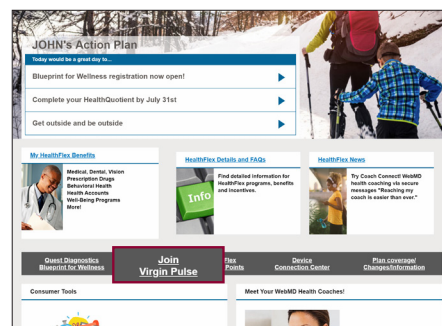 JOHN's Action Plan
Today would be a great day to...
Blueprint for Wellness registration now open!
Complete your HealthQuotient by July 31st
Get outside and be outside
My HealthFlex Benefits
Medical, Dental, Vision
Prescription Drugs
Behavioral Health
Health Accounts
Well-Being Programs
More!
HealthFlex Details and FAQs
Info
Find detailed information for
HealthFlex programs, benefits
and incentives.
HealthFlex News
Try Coach Connect! WebMD
health coaching via secure
messages "Reaching my
coach is easier than ever."
Quest Diagnostics
Blueprint for Wellness
Join
Virgin Pulse
Flex
Points
Device
Connection Center
Plan coverage/
Changes/Information
Consumer Tools
Meet Your WebMD Health Coaches!